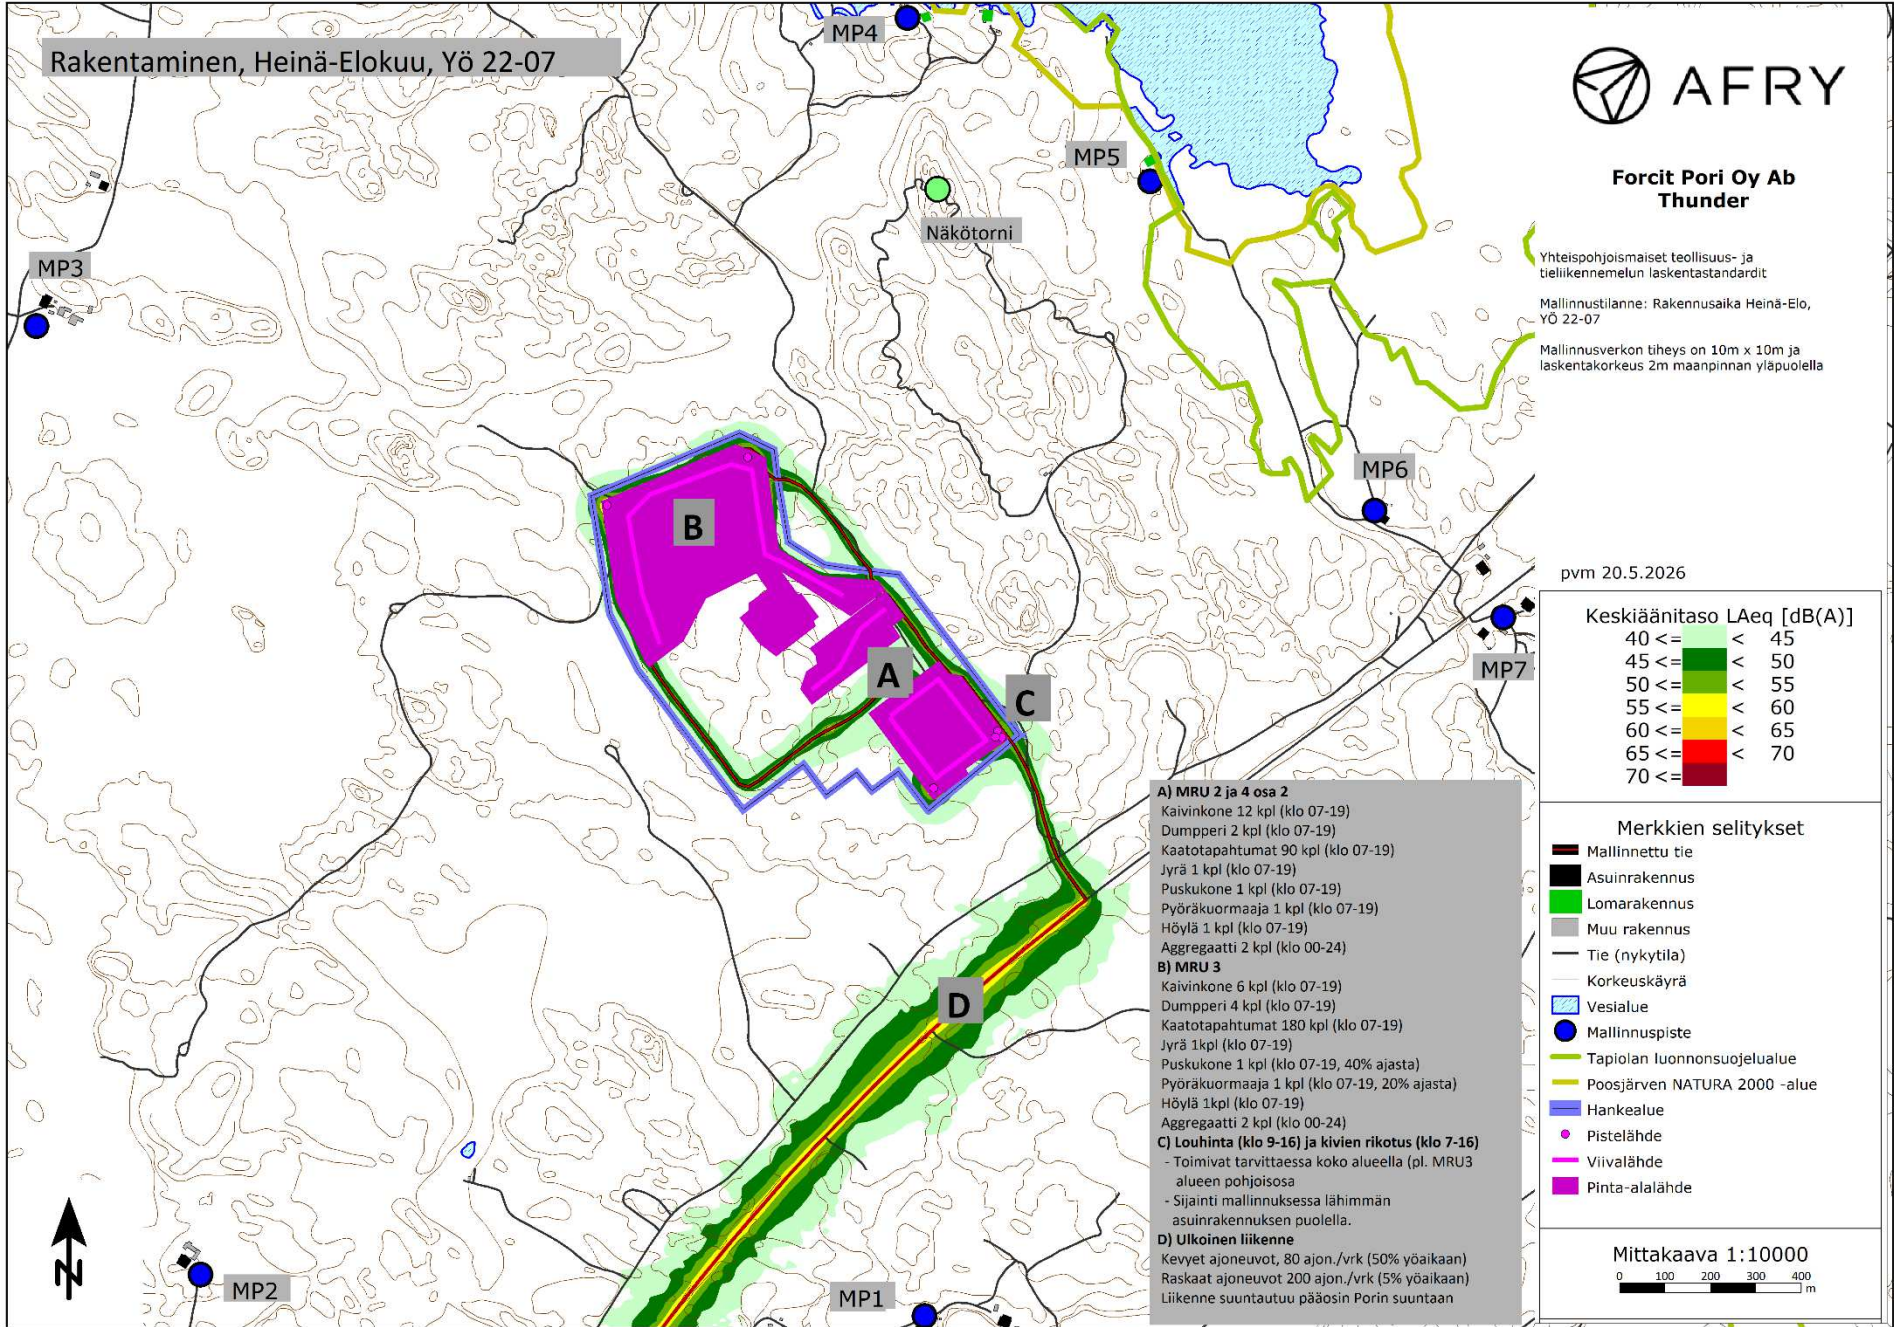 Rakentaminen, Heinä-Elokuu, Yö 22-07
MP4
MP5
Näkötorni
MP3
MP6
MP7
B
A
C
D
MP2
MP1
A) MRU 2 ja 4 osa 2
Kaivinkone 12 kpl (klo 07-19)
Dumpperi 2 kpl (klo 07-19)
Kaatotapahtumat 90 kpl (klo 07-19)
Jyrä 1 kpl (klo 07-19)
Puskukone 1 kpl (klo 07-19)
Pyöräkuormaaja 1 kpl (klo 07-19)
Höylä 1 kpl (klo 07-19)
Aggregaatti 2 kpl (klo 00-24)
B) MRU 3
Kaivinkone 6 kpl (klo 07-19)
Dumpperi 4 kpl (klo 07-19)
Kaatotapahtumat 180 kpl (klo 07-19)
Jyrä 1kpl (klo 07-19)
Puskukone 1 kpl (klo 07-19, 40% ajasta)
Pyöräkuormaaja 1 kpl (klo 07-19, 20% ajasta)
Höylä 1kpl (klo 07-19)
Aggregaatti 2 kpl (klo 00-24)
C) Louhinta (klo 9-16) ja kivien rikotus (klo 7-16)
- Toimivat tarvittaessa koko alueella (pl. MRU3
alueen pohjoisosa
- Sijainti mallinnuksessa lähimmän
asuinrakennuksen puolella.
D) Ulkoinen liikenne
Kevyet ajoneuvot, 80 ajon./vrk (50% yöaikaan)
Raskaat ajoneuvot 200 ajon./vrk (5% yöaikaan)
Liikenne suuntautuu pääosin Porin suuntaan
N
AFRY
Forcit Pori Oy Ab
Thunder
Yhteispohjoismaiset teollisuus- ja
tieliikennemelun laskentastandardit
Mallinnustilanne: Rakennusaika Heinä-Elo,
YÖ 22-07
Mallinnusverkon tiheys on 10m x 10m ja
laskentakorkeus 2m maanpinnan yläpuolella
pvm 20.5.2026
Keskiäänitaso LAeq [dB(A)]
40 <= < 45
45 <= < 50
50 <= < 55
55 <= < 60
60 <= < 65
65 <= < 70
70 <=
Merkkien selitykset
Mallinnettu tie
Asuinrakennus
Lomarakennus
Muu rakennus
Tie (nykytila)
Korkeuskäyrä
Vesialue
Mallinnuspiste
Tapiolan luonnonsuojelualue
Poosjärven NATURA 2000 -alue
Hankealue
Pistelähde
Viivalähde
Pinta-alalähde
Mittakaava 1:10000
0 100 200 300 400
m